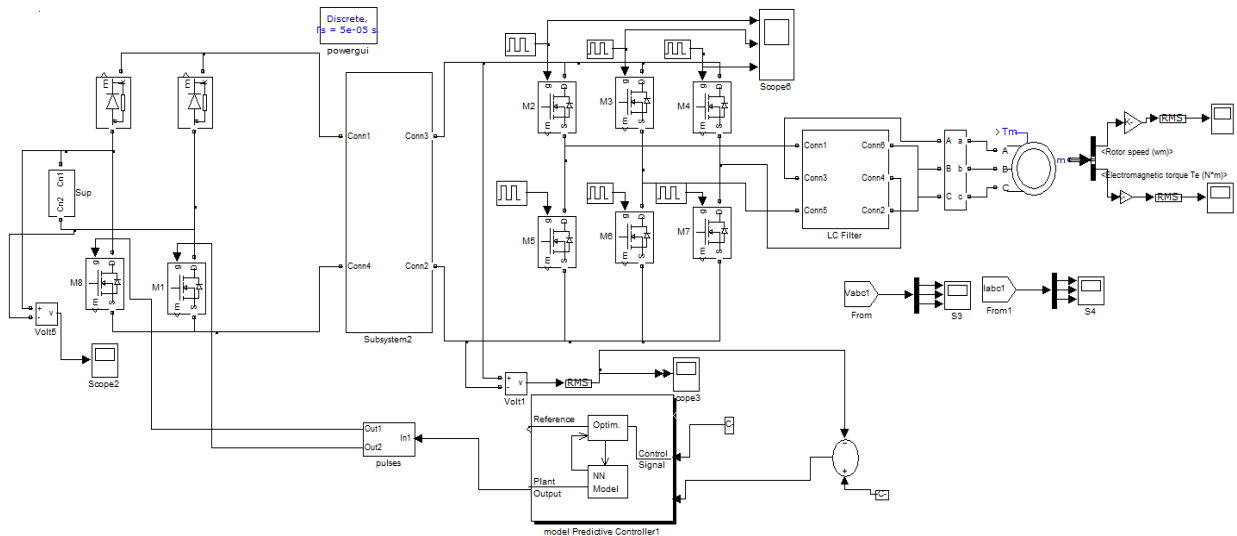 Discrete,
s = 5e-05 s.
powergui
Scope6
M2
M3
M4
g
D
E
S
Conn1
Conn3
Conn4
Conn2
Subsystem2
Cn1
Cn2
Sup
M8
M1
+
-
v
Volt5
Scope2
M5
M6
M7
Conn1
Conn6
Conn3
Conn4
Conn5
Conn2
LC Filter
A a
B b
C c
Tm
A
B
C
m
<Rotor speed (wm)>
<Electromagnetic torque Te (N*m)>
RMS
RMS
Vabc1
From
S3
Iabc1
From1
S4
+
-
v
Volt1
RMS
cope3
Out1
Out2
In1
pulses
Reference
Optim.
Control
Signal
NN
Model
Plant
Output
model Predictive Controller1
C-
−
+
C-